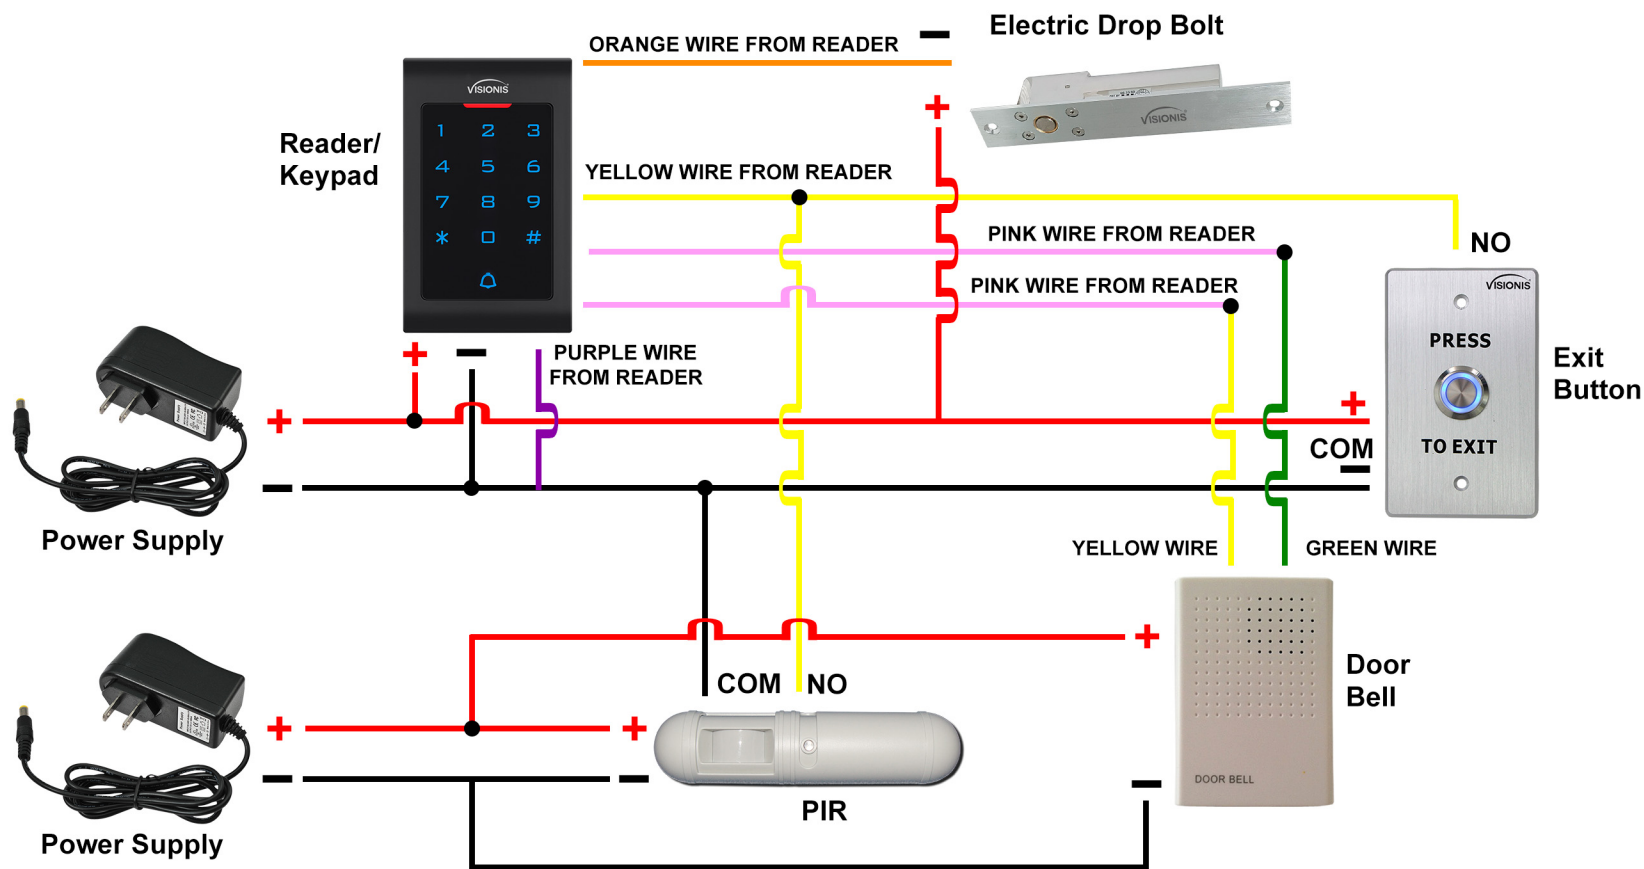 Electric Drop Bolt
ORANGE WIRE FROM READER
−
+
VISIONIS
VISIONIS
Reader/
Keypad
1 2 3
4 5 6
7 8 9
* 0 #
YELLOW WIRE FROM READER
PINK WIRE FROM READER
NO
PINK WIRE FROM READER
VISIONIS
PRESS
TO EXIT
Exit
Button
+ −
PURPLE WIRE
FROM READER
+
+
COM
−
−
Power Supply
YELLOW WIRE
GREEN WIRE
+
COM NO
Door
Bell
+
+
−
−
−
DOOR BELL
PIR
Power Supply